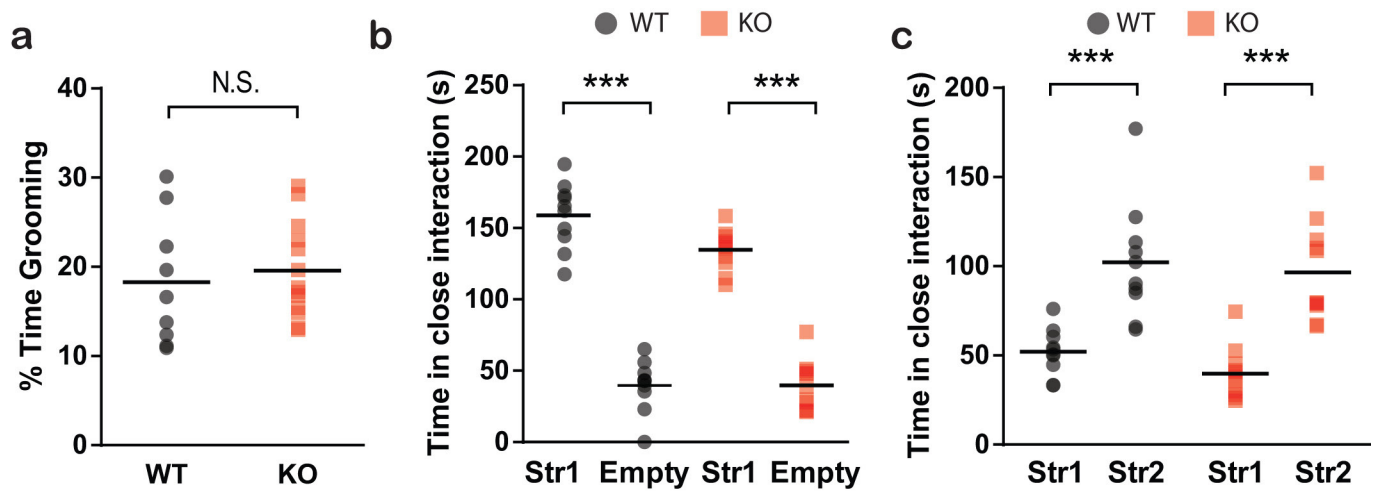 a
N.S.
% Time Grooming
40
30
20
10
0
WT
KO
b
WT
KO
***
***
Time in close interaction (s)
250
200
150
100
50
0
Str1
Empty
Str1
Empty
c
WT
KO
***
***
Time in close interaction (s)
200
150
100
50
0
Str1
Str2
Str1
Str2